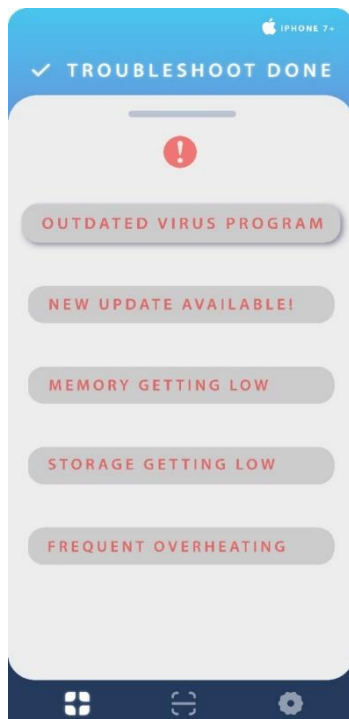 IPHONE 7+
TROUBLESHOOT DONE
OUTDATED VIRUS PROGRAM
NEW UPDATE AVAILABLE!
MEMORY GETTING LOW
STORAGE GETTING LOW
FREQUENT OVERHEATING